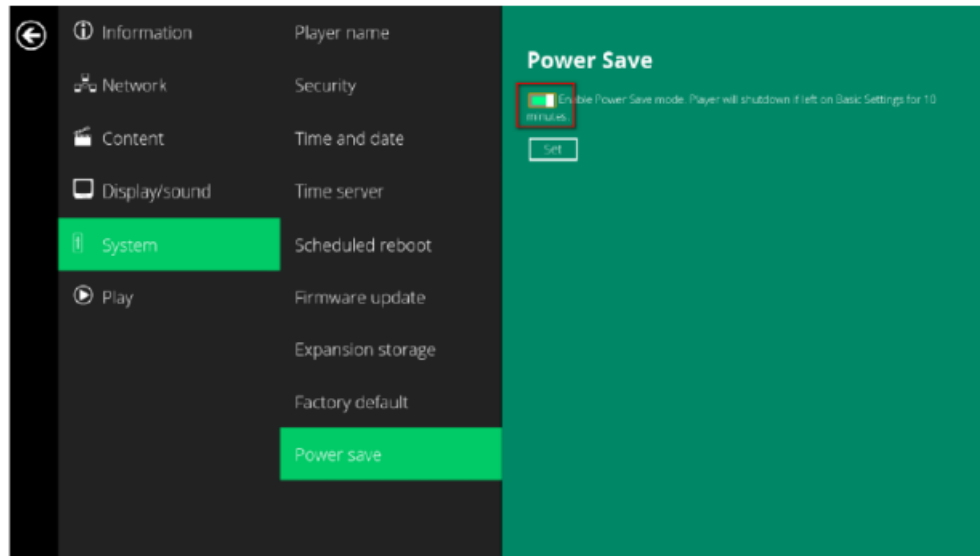 Information
Network
Content
Display/sound
System
Play
Player name
Security
Time and date
Time server
Scheduled reboot
Firmware update
Expansion storage
Factory default
Power save
Power Save
Enable Power Save mode. Player will shutdown if left on Basic Settings for 10
minutes.
Set